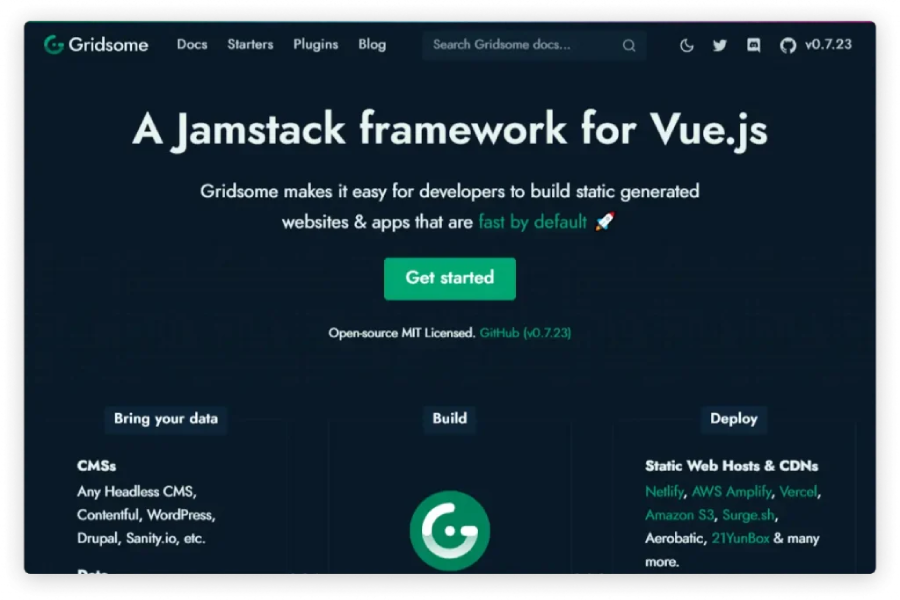 Gridsome Docs Starters Plugins Blog Search Gridsome docs... v0.7.23
A Jamstack framework for Vue.js
Gridsome makes it easy for developers to build static generated
websites & apps that are fast by default 🚀
Get started
Open-source MIT Licensed. GitHub (v0.7.23)
Bring your data
CMSs
Any Headless CMS,
Contentful, WordPress,
Drupal, Sanity.io, etc.
Data
Build
Deploy
Static Web Hosts & CDNs
Netlify, AWS Amplify, Vercel,
Amazon S3, Surge.sh,
Aerobatic, 21YunBox & many
more.